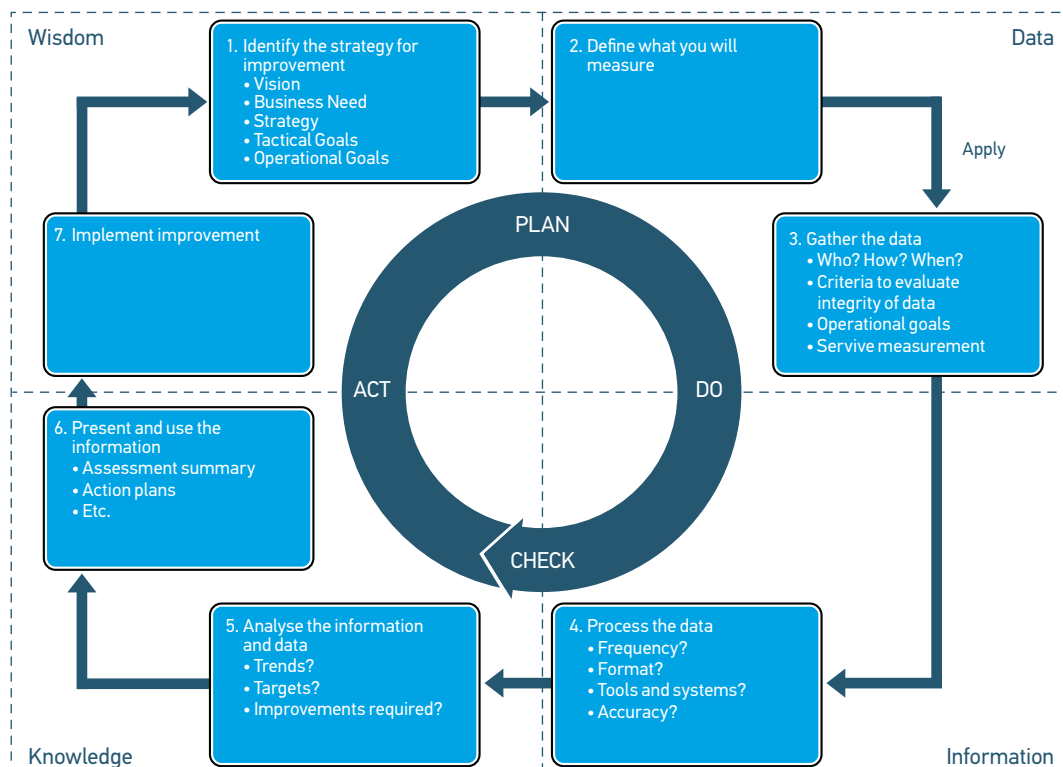 Wisdom
Data
1. Identify the strategy for
improvement
• Vision
• Business Need
• Strategy
• Tactical Goals
• Operational Goals
2. Define what you will
measure
Apply
3. Gather the data
• Who? How? When?
• Criteria to evaluate
integrity of data
• Operational goals
• Servive measurement
4. Process the data
• Frequency?
• Format?
• Tools and systems?
• Accuracy?
5. Analyse the information
and data
• Trends?
• Targets?
• Improvements required?
6. Present and use the
information
• Assessment summary
• Action plans
• Etc.
7. Implement improvement
PLAN
DO
CHECK
ACT
Knowledge
Information